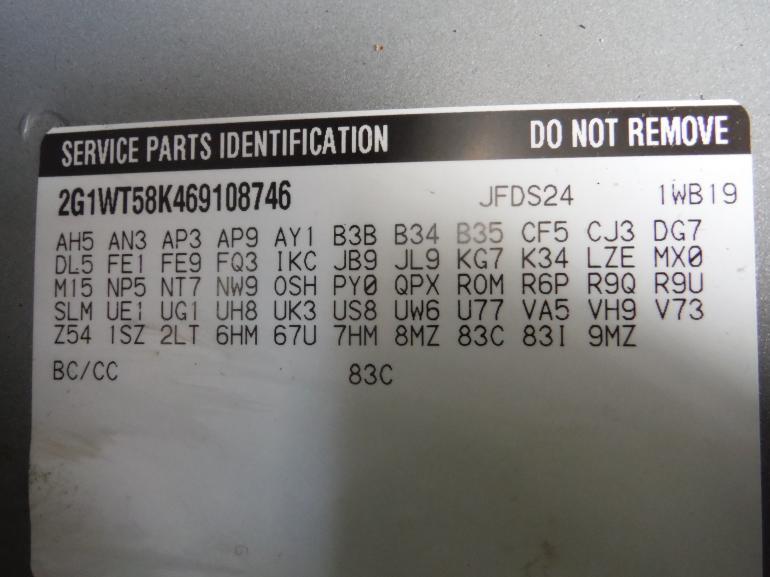 SERVICE PARTS IDENTIFICATION DO NOT REMOVE
2G1WT58K469108746 JFDS24 1WB19
AH5 AN3 AP3 AP9 AY1 B3B B34 B35 CF5 CJ3 DG7
DL5 FE1 FE9 FQ3 IKC JB9 JL9 KG7 K34 LZE MX0
M15 NP5 NT7 NW9 OSH PY0 QPX ROM R6P R9Q R9U
SLM UE1 UG1 UH8 UK3 US8 UW6 U77 VA5 VH9 V73
Z54 1SZ 2LT 6HM 67U 7HM 8MZ 83C 83I 9MZ
BC/CC 83C